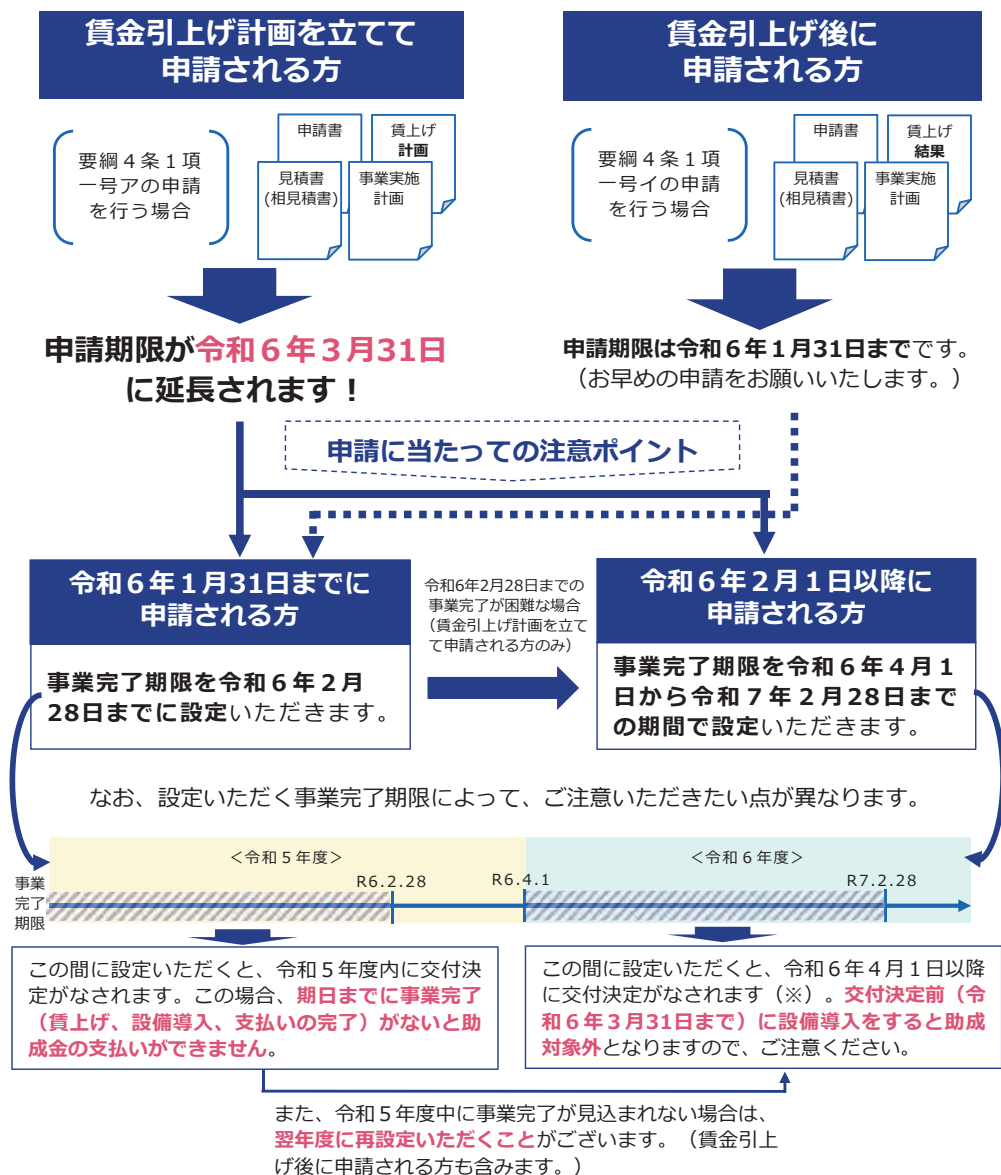 賃金引上げ計画を立てて
申請される方
要綱４条１項
一号アの申請
を行う場合
申請書
賃上げ
計画
見積書
(相見積書)
事業実施
計画
申請期限が令和６年３月31日
に延長されます！
賃金引上げ後に
申請される方
要綱４条１項
一号イの申請
を行う場合
申請書
賃上げ
結果
見積書
(相見積書)
事業実施
計画
申請期限は令和６年１月31日までです。
（お早めの申請をお願いいたします。）
申請に当たっての注意ポイント
令和６年１月31日までに
申請される方
事業完了期限を令和６年２月
28日までに設定いただきます。
令和6年2月28日までの
事業完了が困難な場合
（賃金引上げ計画を立て
て申請される方のみ）
令和６年２月１日以降に
申請される方
事業完了期限を令和６年４月１
日から令和７年２月28日まで
の期間で設定いただきます。
なお、設定いただく事業完了期限によって、ご注意いただきたい点が異なります。
＜令和５年度＞
＜令和６年度＞
R6.2.28
R6.4.1
R7.2.28
事業
完了
期限
この間に設定いただくと、令和５年度内に交付決
定がなされます。この場合、期日までに事業完了
（賃上げ、設備導入、支払いの完了）がないと助
成金の支払いができません。
この間に設定いただくと、令和６年４月１日以降
に交付決定がなされます（※）。交付決定前（令
和６年３月31日まで）に設備導入をすると助成
対象外となりますので、ご注意ください。
また、令和５年度中に事業完了が見込まれない場合は、
翌年度に再設定いただくことがございます。（賃金引上
げ後に申請される方も含みます。）